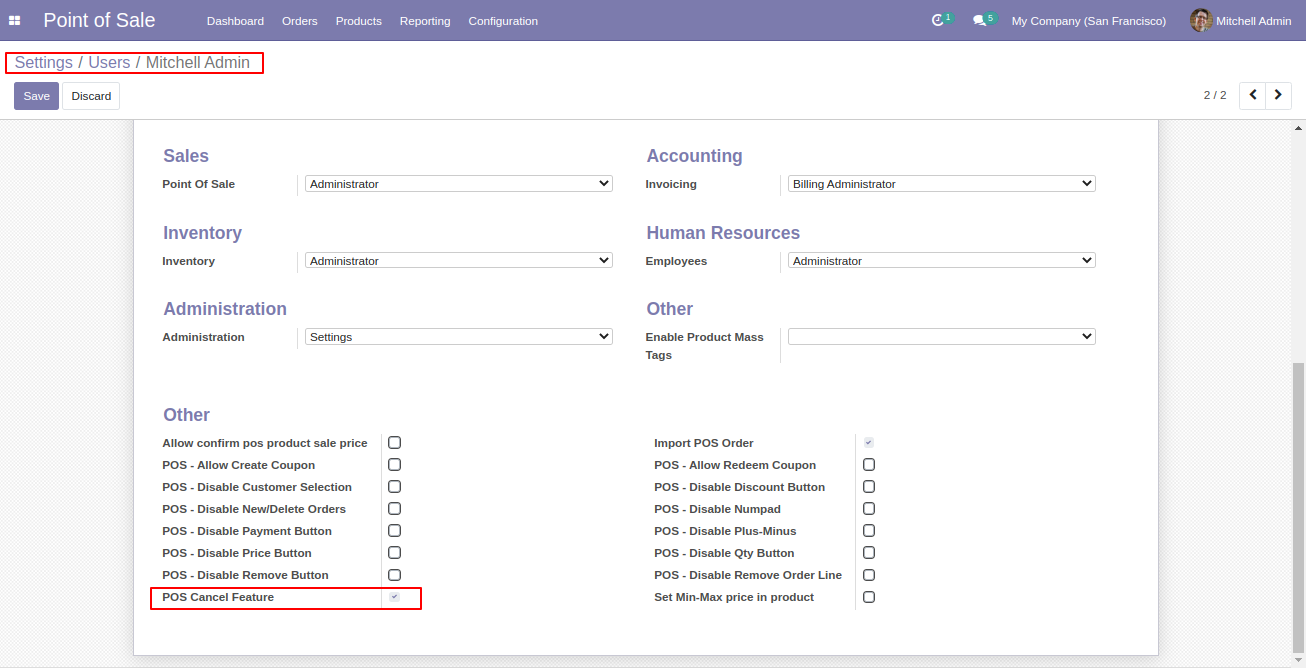 Point of Sale Dashboard Orders Products Reporting Configuration 1 5 My Company (San Francisco) Mitchell Admin
Settings / Users / Mitchell Admin
Save Discard 2 / 2
Sales Accounting
Point Of Sale Administrator Invoicing Billing Administrator
Inventory Human Resources
Inventory Administrator Employees Administrator
Administration Other
Administration Settings Enable Product Mass
Tags
Other
Allow confirm pos product sale price Import POS Order
POS - Allow Create Coupon POS - Allow Redeem Coupon
POS - Disable Customer Selection POS - Disable Discount Button
POS - Disable New/Delete Orders POS - Disable Numpad
POS - Disable Payment Button POS - Disable Plus-Minus
POS - Disable Price Button POS - Disable Qty Button
POS - Disable Remove Button POS - Disable Remove Order Line
POS Cancel Feature Set Min-Max price in product